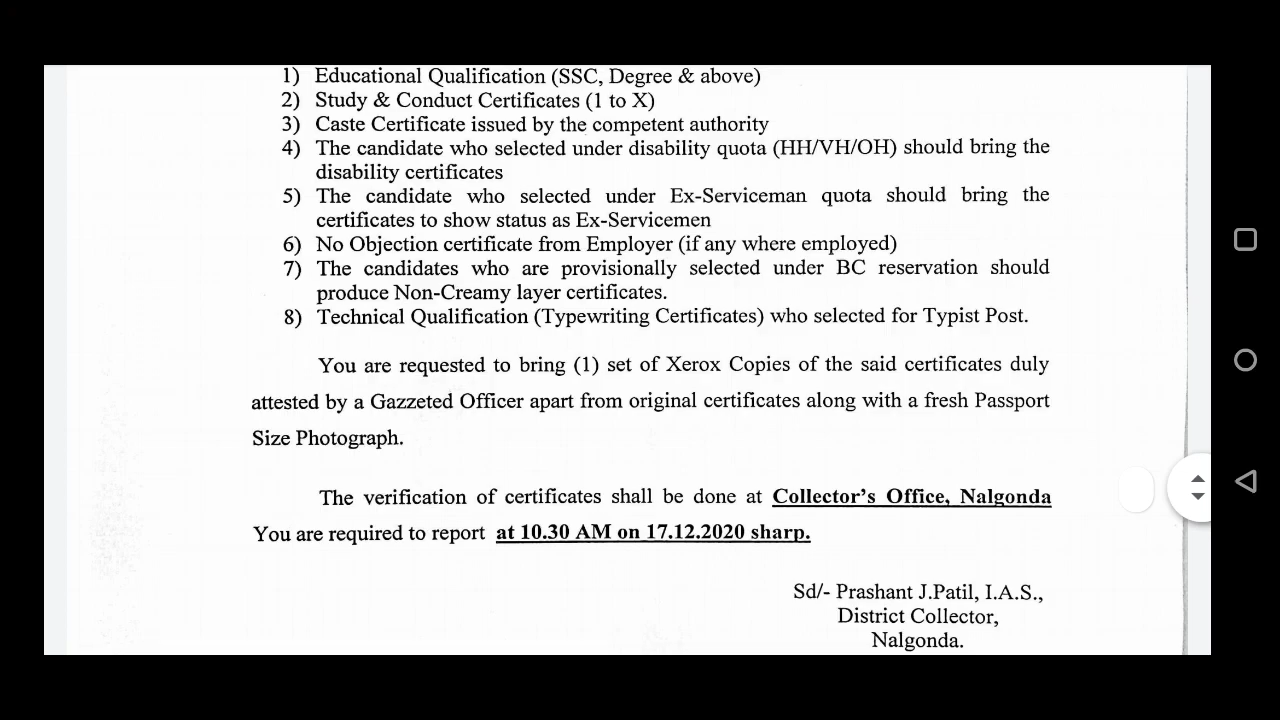 1) Educational Qualification (SSC, Degree & above)
2) Study & Conduct Certificates (1 to X)
3) Caste Certificate issued by the competent authority
4) The candidate who selected under disability quota (HH/VH/OH) should bring the
disability certificates
5) The candidate who selected under Ex-Serviceman quota should bring the
certificates to show status as Ex-Servicemen
6) No Objection certificate from Employer (if any where employed)
7) The candidates who are provisionally selected under BC reservation should
produce Non-Creamy layer certificates.
8) Technical Qualification (Typewriting Certificates) who selected for Typist Post.
You are requested to bring (1) set of Xerox Copies of the said certificates duly
attested by a Gazzeted Officer apart from original certificates along with a fresh Passport
Size Photograph.
The verification of certificates shall be done at Collector's Office, Nalgonda
You are required to report at 10.30 AM on 17.12.2020 sharp.
Sd/- Prashant J.Patil, I.A.S.,
District Collector,
Nalgonda.